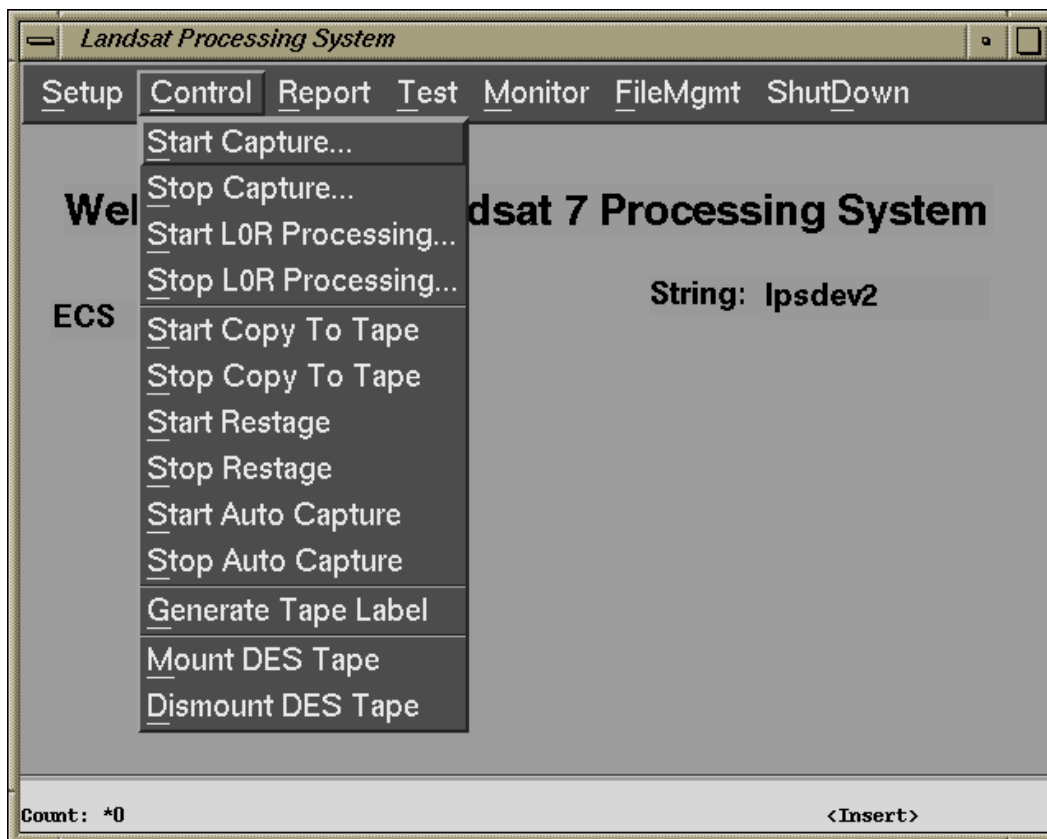 Landsat Processing System
Setup Control Report Test Monitor FileMgmt ShutDown
Start Capture...
Stop Capture...
Wel dsat 7 Processing System
Start L0R Processing...
Stop L0R Processing...
String: lpsdev2
ECS
Start Copy To Tape
Stop Copy To Tape
Start Restage
Stop Restage
Start Auto Capture
Stop Auto Capture
Generate Tape Label
Mount DES Tape
Dismount DES Tape
Count: *0 <Insert>